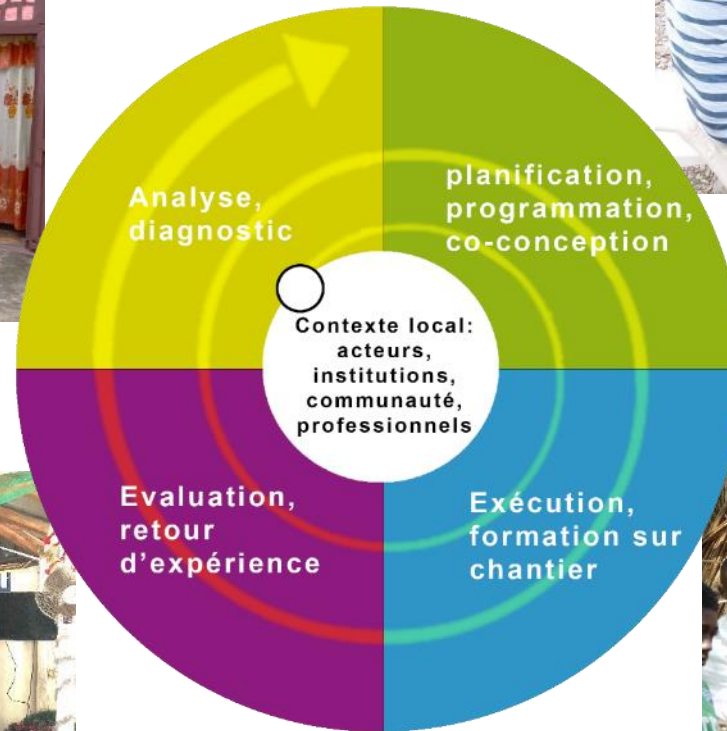 Analyse,
diagnostic
planification,
programmation,
co-conception
Contexte local:
acteurs,
institutions,
communauté,
professionnels
Evaluation,
retour
d'expérience
Exécution,
formation sur
chantier